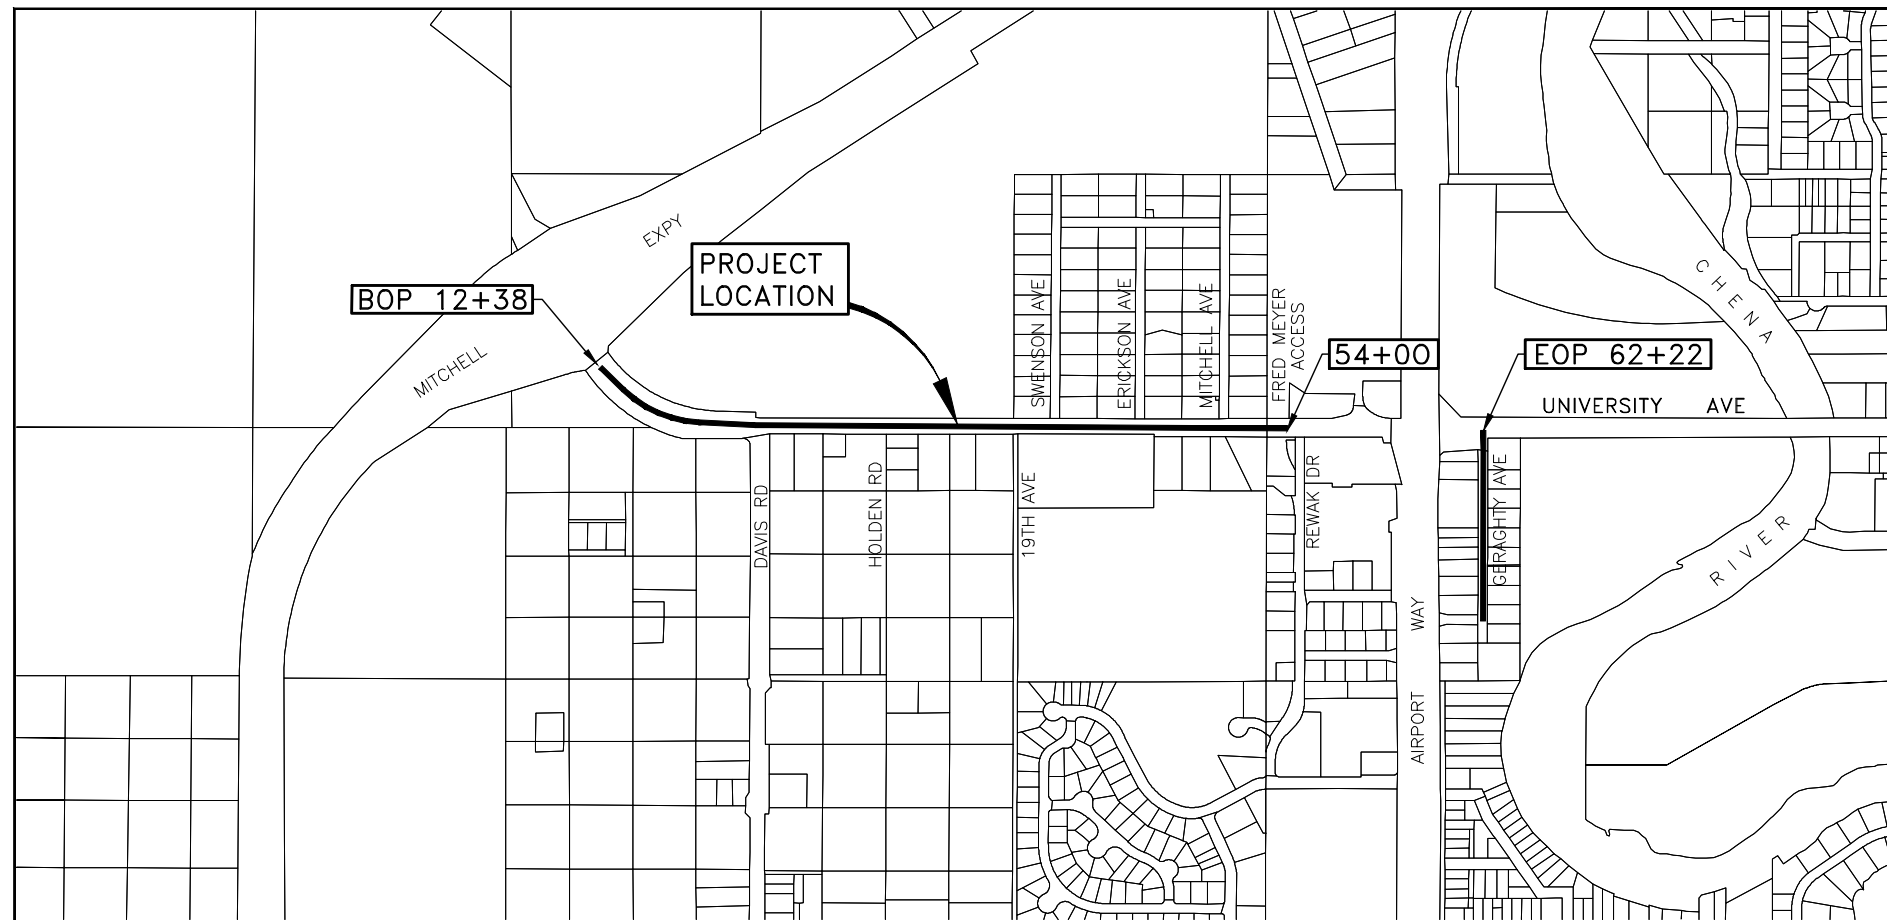 EXPY
PROJECT
LOCATION
BOP 12+38
MITCHELL
SWENSON AVE
ERICKSON AVE
MITCHELL AVE
FRED MEYER
ACCESS
54+00
EOP 62+22
CHENA
UNIVERSITY AVE
DAVIS RD
HOLDEN RD
19TH AVE
REWAK DR
GERAGHTY AVE
RIVER
AIRPORT WAY